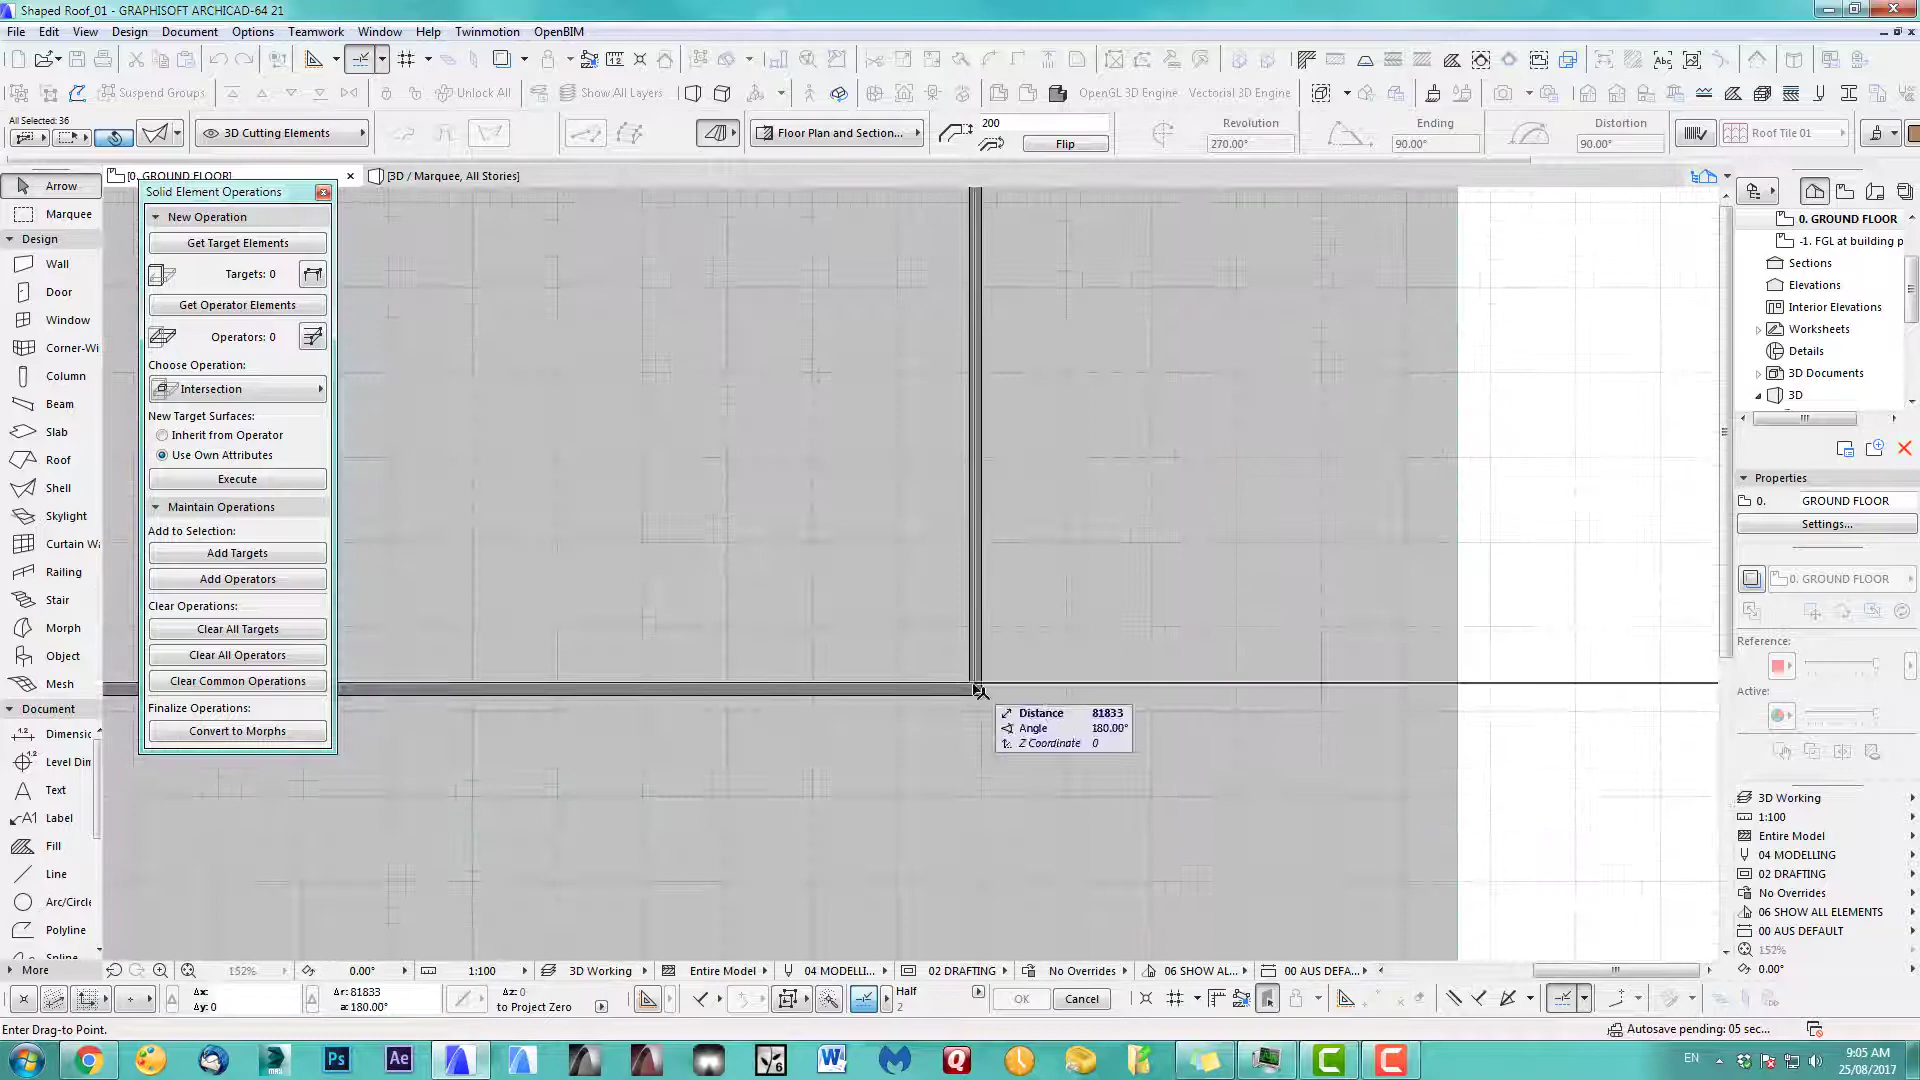 Shaped Roof_01 - GRAPHISOFT ARCHICAD-64 21
File Edit View Design Document Options Teamwork Window Help Twinmotion OpenBIM
Suspend Groups Unlock All Show All Layers OpenGL 3D Engine Vectorial 3D Engine
All Selected: 36
3D Cutting Elements
Floor Plan and Section...
200
Flip
Revolution
270.00°
Ending
90.00°
Distortion
90.00°
Roof Tile 01
[0. GROUND FLOOR]
[3D / Marquee, All Stories]
Arrow
Marquee
Design
Wall
Door
Window
Corner-Wi
Column
Beam
Slab
Roof
Shell
Skylight
Curtain Wa
Railing
Stair
Morph
Object
Mesh
Document
Dimensic
Level Dim
Text
Label
Fill
Line
Arc/Circle
Polyline
Spline
More
Solid Element Operations
New Operation
Get Target Elements
Targets: 0
Get Operator Elements
Operators: 0
Choose Operation:
Intersection
New Target Surfaces:
Inherit from Operator
Use Own Attributes
Execute
Maintain Operations
Add to Selection:
Add Targets
Add Operators
Clear Operations:
Clear All Targets
Clear All Operators
Clear Common Operations
Finalize Operations:
Convert to Morphs
Distance 81833
Angle 180.00°
Z Coordinate 0
0. GROUND FLOOR
-1. FGL at building p
Sections
Elevations
Interior Elevations
Worksheets
Details
3D Documents
3D
Properties
0. GROUND FLOOR
Settings...
0. GROUND FLOOR
Reference:
Active:
3D Working
1:100
Entire Model
04 MODELLING
02 DRAFTING
No Overrides
06 SHOW ALL ELEMENTS
00 AUS DEFAULT
152%
0.00°
152% 0.00° 1:100 3D Working Entire Model 04 MODELLI... 02 DRAFTING No Overrides 06 SHOW AL... 00 AUS DEFA...
Δx:
Δy: 0
Δr: 81833
a: 180.00°
Δz: 0
to Project Zero
Half
2
OK
Cancel
Enter Drag-to Point.
Autosave pending: 05 sec...
EN
9:05 AM
25/08/2017